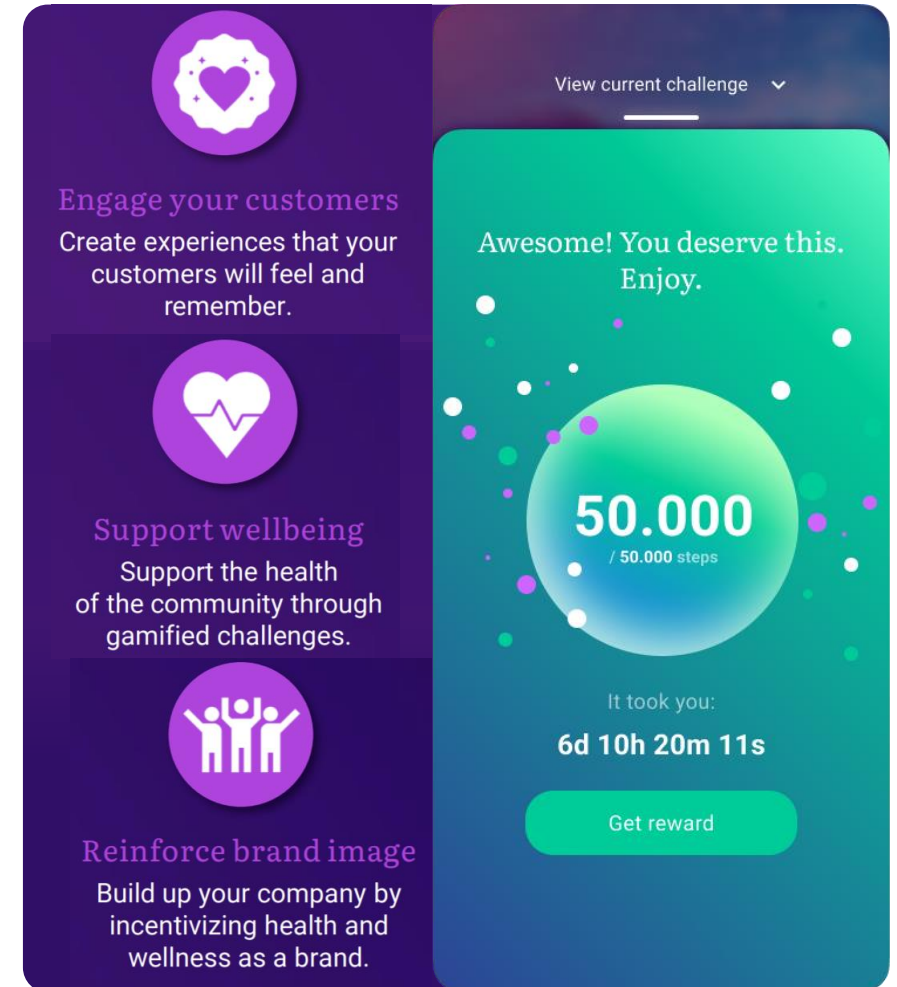 Engage your customers
Create experiences that your
customers will feel and
remember.
Support wellbeing
Support the health
of the community through
gamified challenges.
Reinforce brand image
Build up your company by
incentivizing health and
wellness as a brand.
View current challenge
Awesome! You deserve this.
Enjoy.
50.000
/ 50.000 steps
It took you:
6d 10h 20m 11s
Get reward